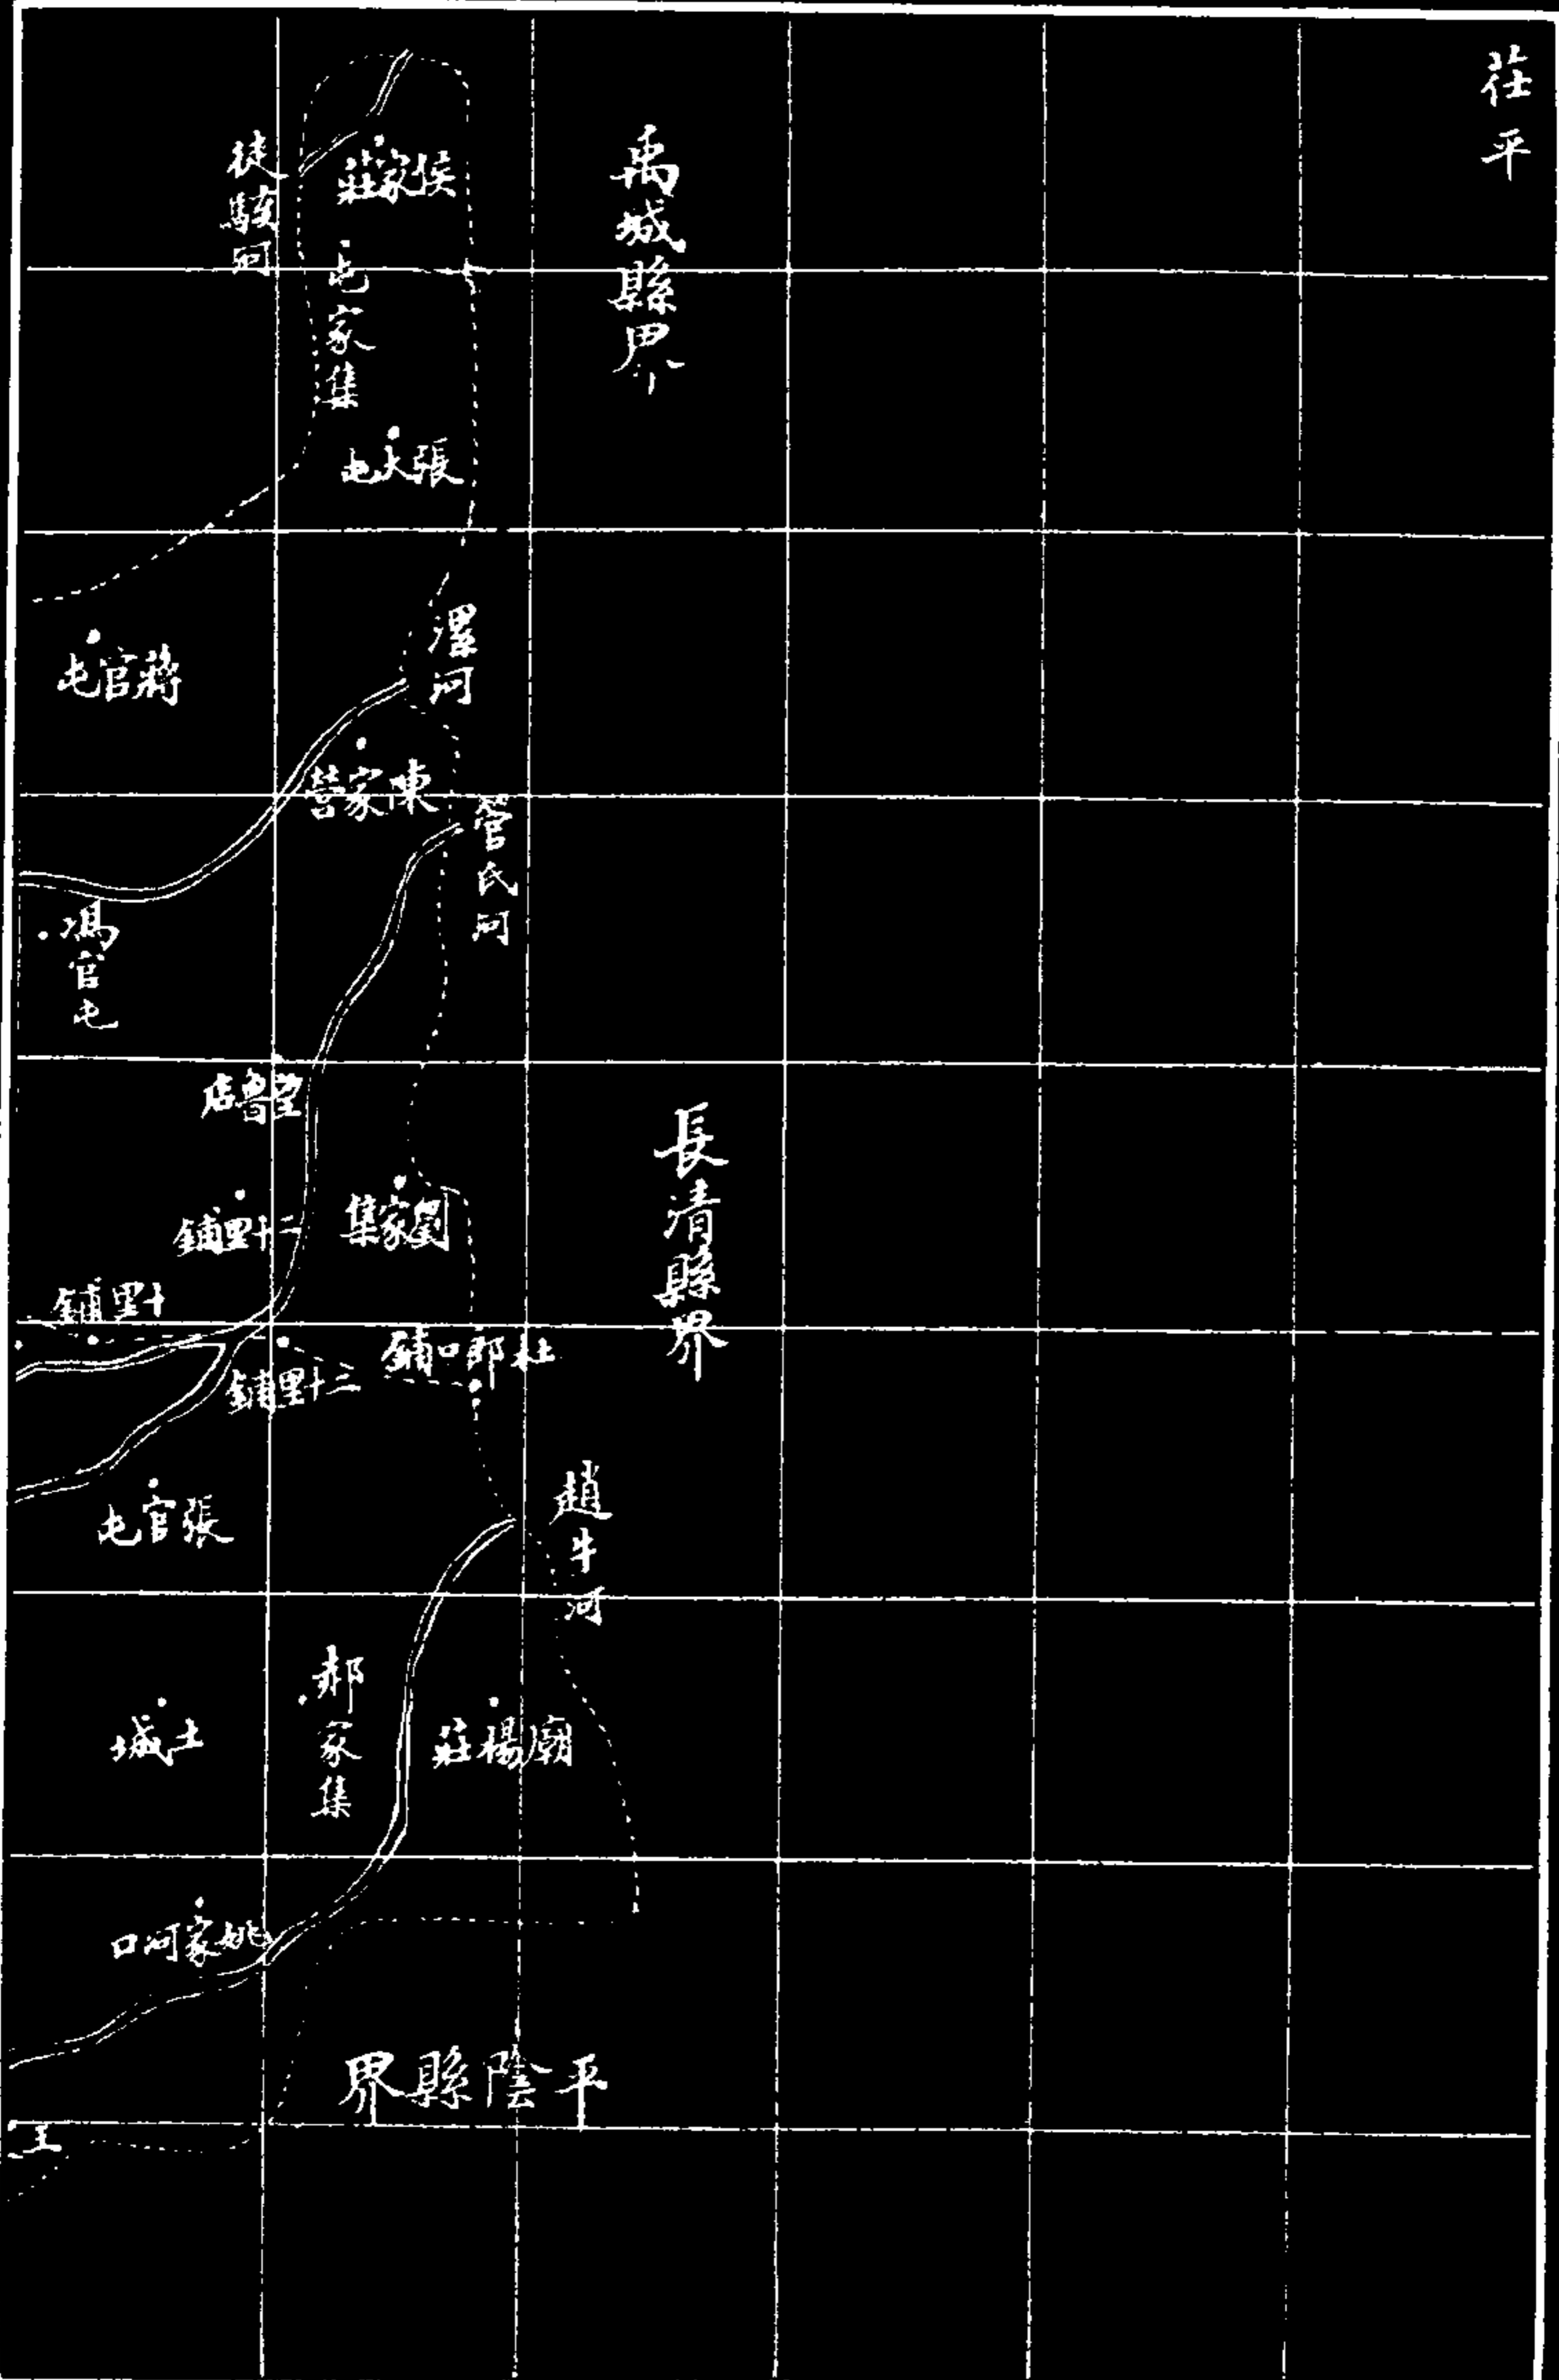 茌平
禹城縣界
徒駭河
侯家莊
屯家集
張大屯
漯河
蔣官屯
陳家營
管氏河
馮官屯
望魯店
長清縣界
二十里鋪
劉家集
十里鋪
杜郎口鋪
三十里鋪
趙牛河
張官屯
郝家集
土城
廟楊莊
姚家河口
平陰縣界
王